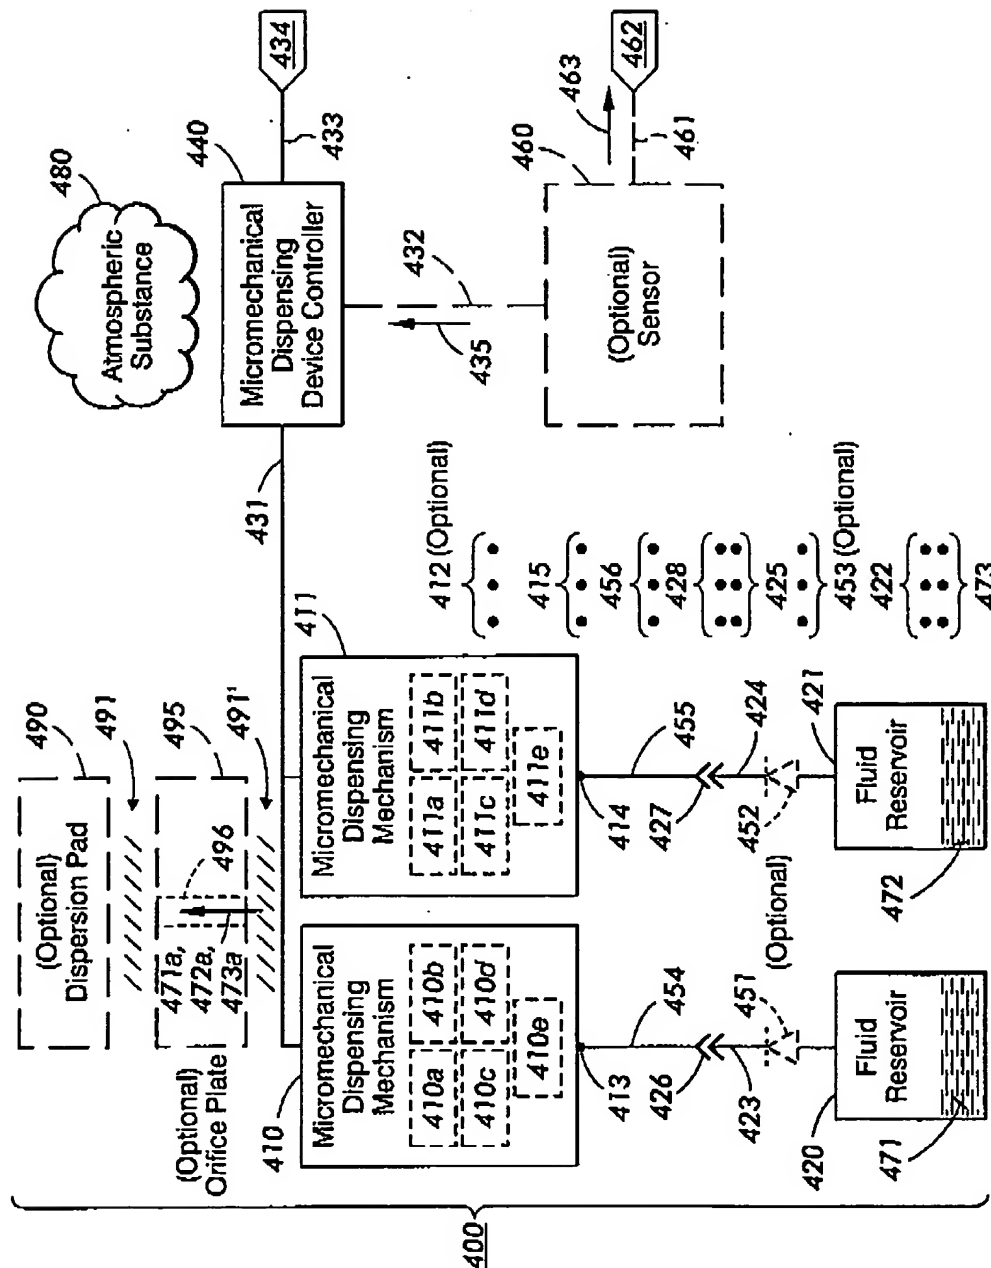 400
(Optional)
Dispersion Pad
490
491
(Optional)
Orifice Plate
471a,
472a,
473a
496
495
491'
410
Micromechanical
Dispensing
Mechanism
410a
410b
410c
410d
410e
411
Micromechanical
Dispensing
Mechanism
411a
411b
411c
411d
411e
431
480
Atmospheric
Substance
440
Micromechanical
Dispensing
Device Controller
433
434
432
435
460
(Optional)
Sensor
463
462
461
412 (Optional)
415
456
428
425
453 (Optional)
422
473
413
454
426
423
451
(Optional)
414
455
427
424
452
420
Fluid
Reservoir
471
421
Fluid
Reservoir
472